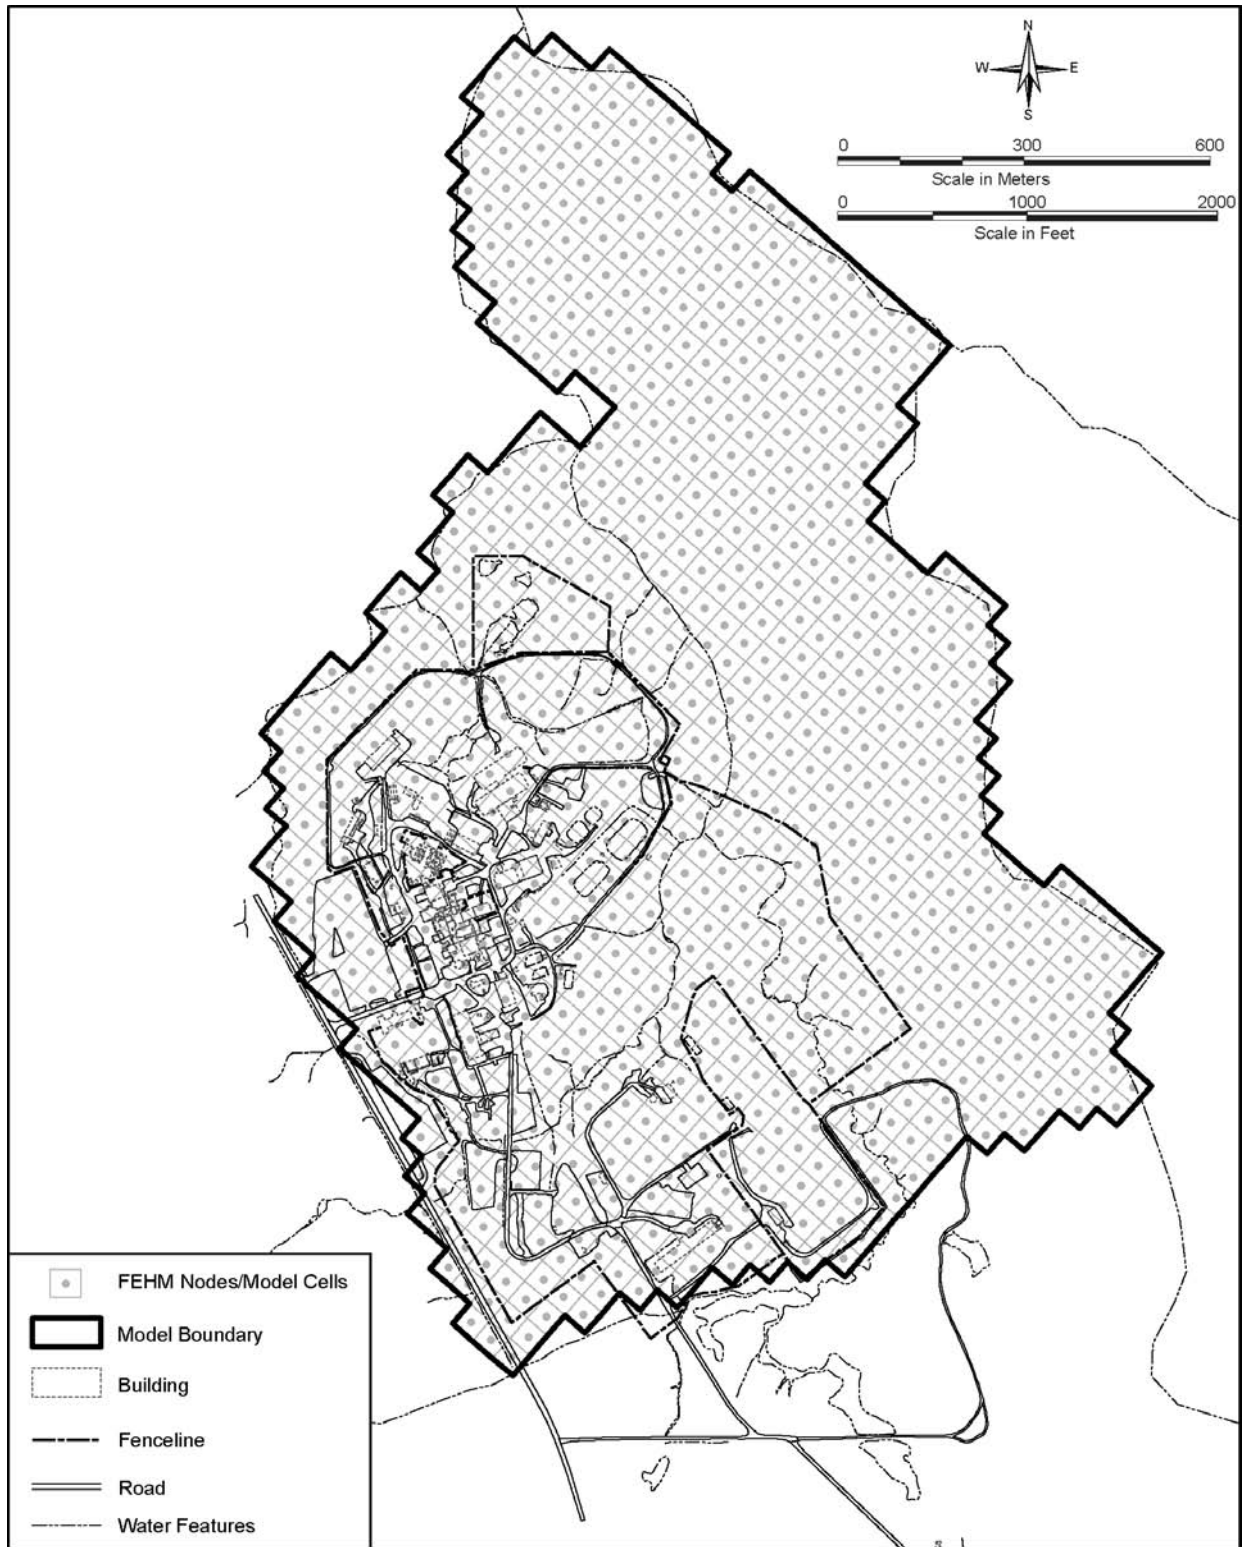 N
W E
S
0 300 600
Scale in Meters
0 1000 2000
Scale in Feet
FEHM Nodes/Model Cells
Model Boundary
Building
Fenceline
Road
Water Features